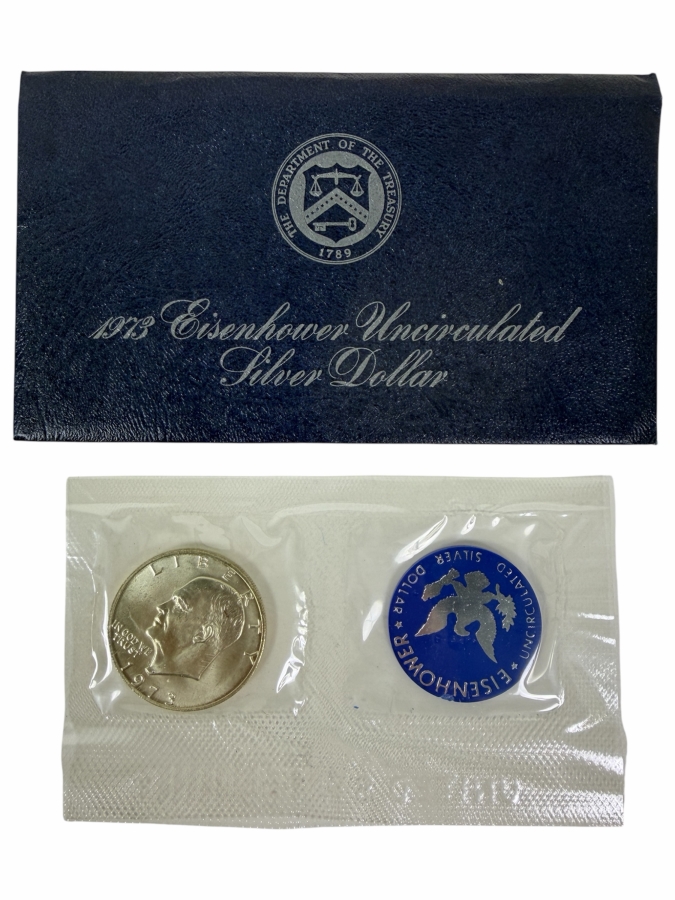 THE DEPARTMENT OF THE TREASURY
1789
1973 Eisenhower Uncirculated
Silver Dollar
LIBERTY
IN GOD WE
TRUST
1973
UNCIRCULATED SILVER DOLLAR ★ EISENHOWER ★